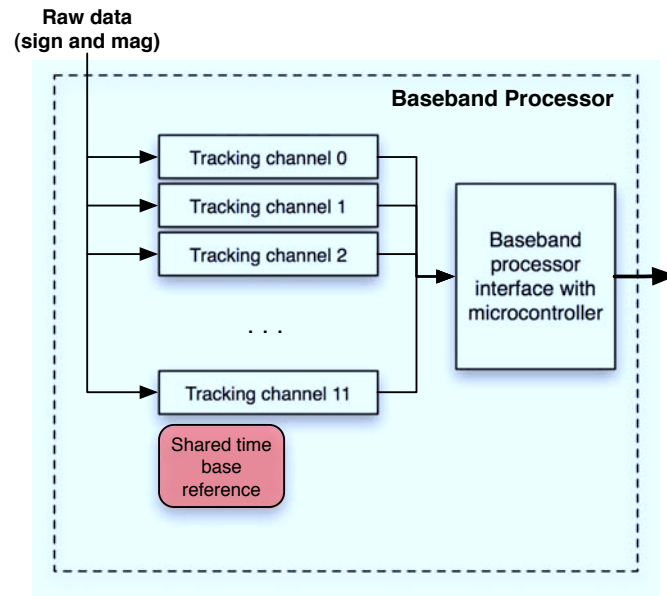 Raw data
(sign and mag)
Baseband Processor
Tracking channel 0
Tracking channel 1
Tracking channel 2
. . .
Tracking channel 11
Baseband
processor
interface with
microcontroller
Shared time
base
reference